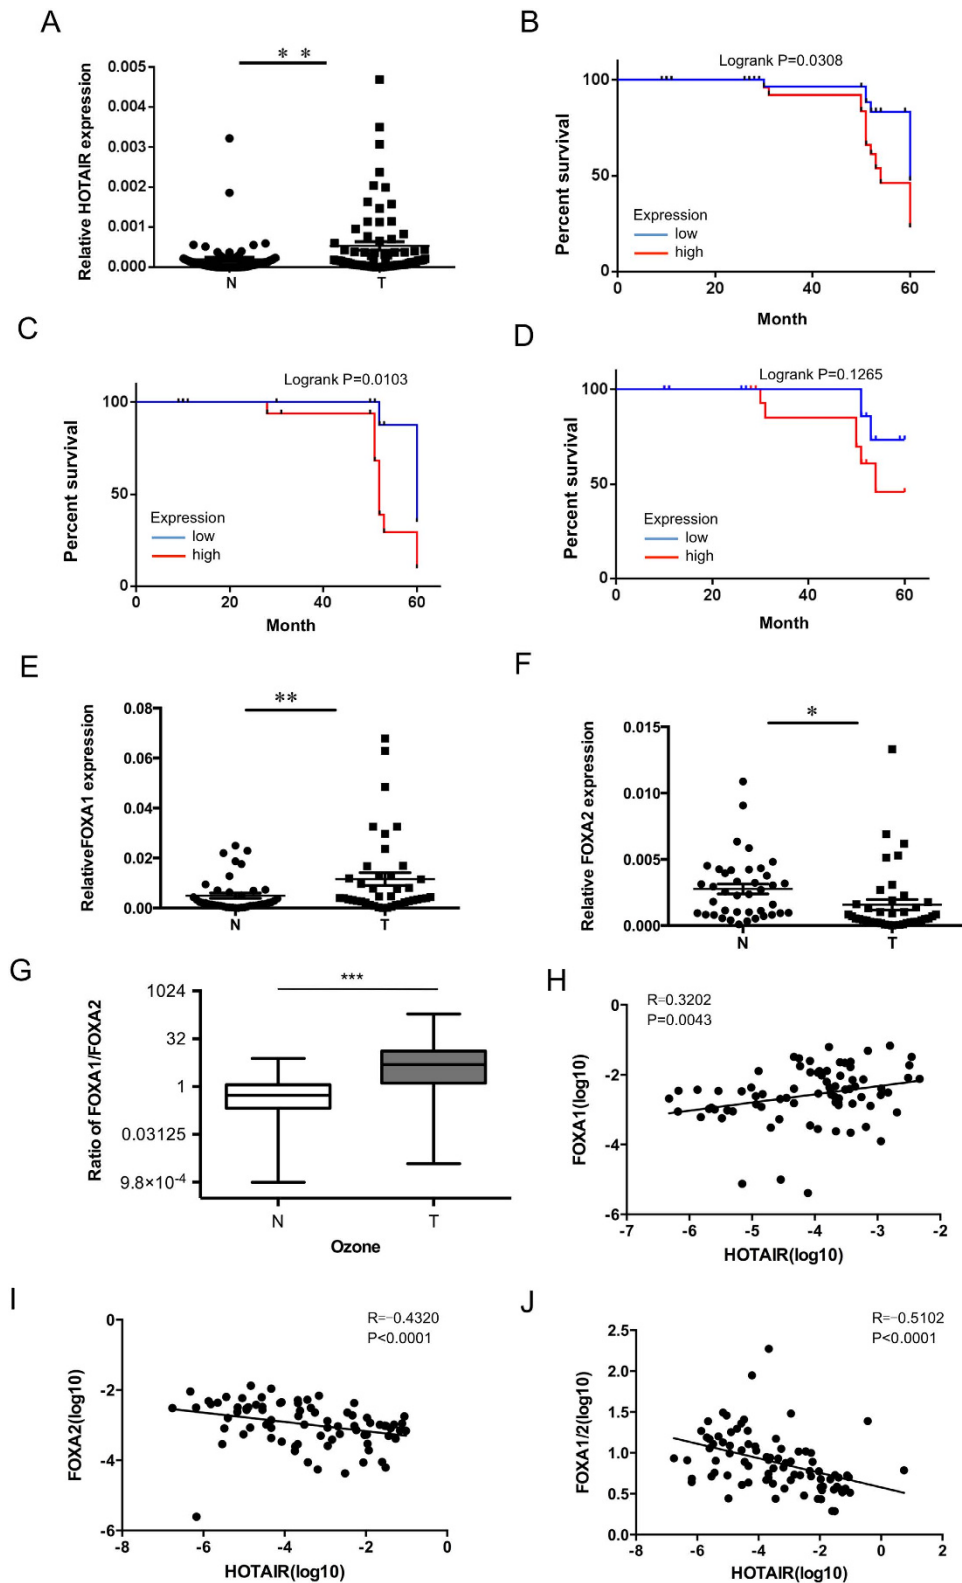 A
* *
Relative HOTAIR expression
0.005
0.004
0.003
0.002
0.001
0.000
N
T
B
Logrank P=0.0308
Percent survival
100
50
0
Expression
low
high
0
20
40
60
Month
C
Logrank P=0.0103
Percent survival
100
50
0
Expression
low
high
0
20
40
60
Month
D
Logrank P=0.1265
Percent survival
100
50
0
Expression
low
high
0
20
40
60
Month
E
**
RelativeFOXA1 expression
0.08
0.06
0.04
0.02
0.00
N
T
F
*
Relative FOXA2 expression
0.015
0.010
0.005
0.000
N
T
G
***
Ratio of FOXA1/FOXA2
1024
32
1
0.03125
9.8×10⁻⁴
N
T
Ozone
H
R=0.3202
P=0.0043
FOXA1(log10)
0
-2
-4
-6
-7
-6
-5
-4
-3
-2
HOTAIR(log10)
I
R=−0.4320
P<0.0001
FOXA2(log10)
0
-2
-4
-6
-8
-6
-4
-2
0
HOTAIR(log10)
J
R=−0.5102
P<0.0001
FOXA1/2(log10)
2.5
2.0
1.5
1.0
0.5
0.0
-8
-6
-4
-2
0
2
HOTAIR(log10)